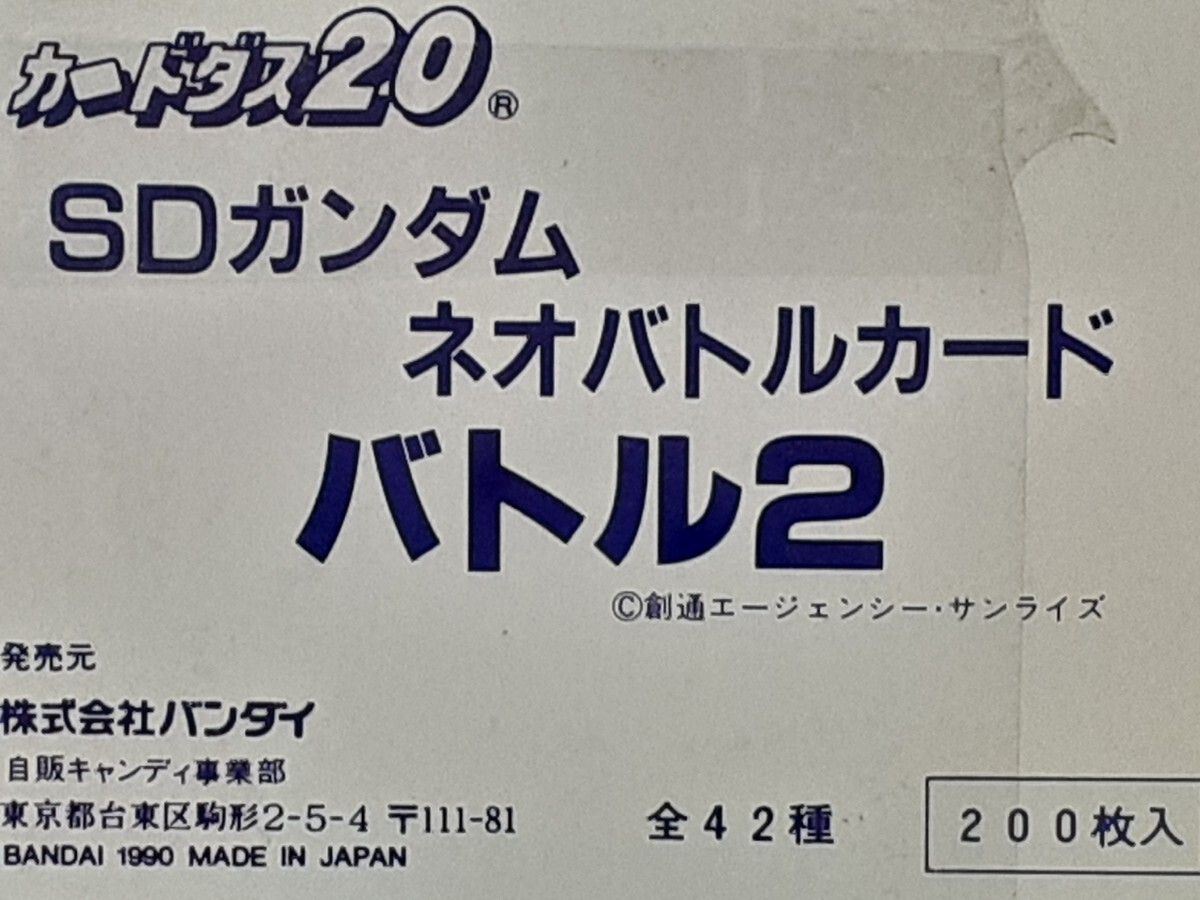 カードダス20®
SDガンダム
ネオバトルカード
バトル2
©創通エージェンシー・サンライズ
発売元
株式会社バンダイ
自販キャンディ事業部
東京都台東区駒形2-5-4 〒111-81
全42種
200枚入
BANDAI 1990 MADE IN JAPAN